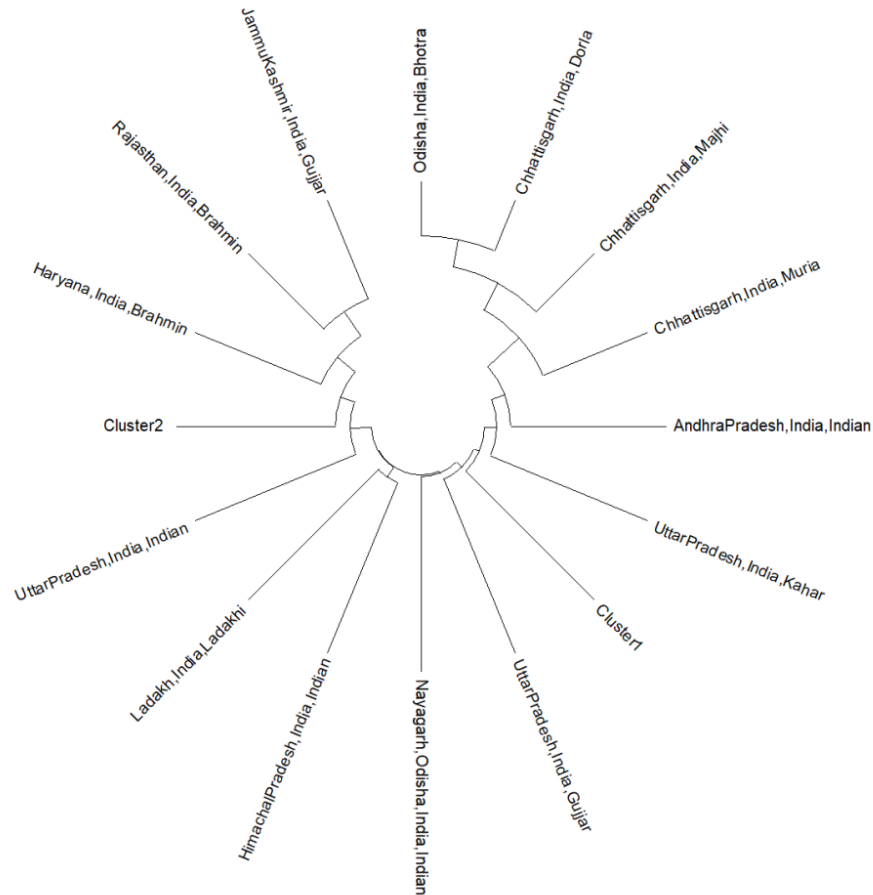 Odisha,India,Bhotra
Chhattisgarh,India,Dorla
Chhattisgarh,India,Majhi
Chhattisgarh,India,Muria
AndhraPradesh,India,Indian
UttarPradesh,India,Kahar
Cluster1
UttarPradesh,India,Gujjar
Nayagarh,Odisha,India,Indian
HimachalPradesh,India,Indian
Ladakh,India,Ladakhi
UttarPradesh,India,Indian
Cluster2
Haryana,India,Brahmin
Rajasthan,India,Brahmin
JammuKashmir,India,Gujjar